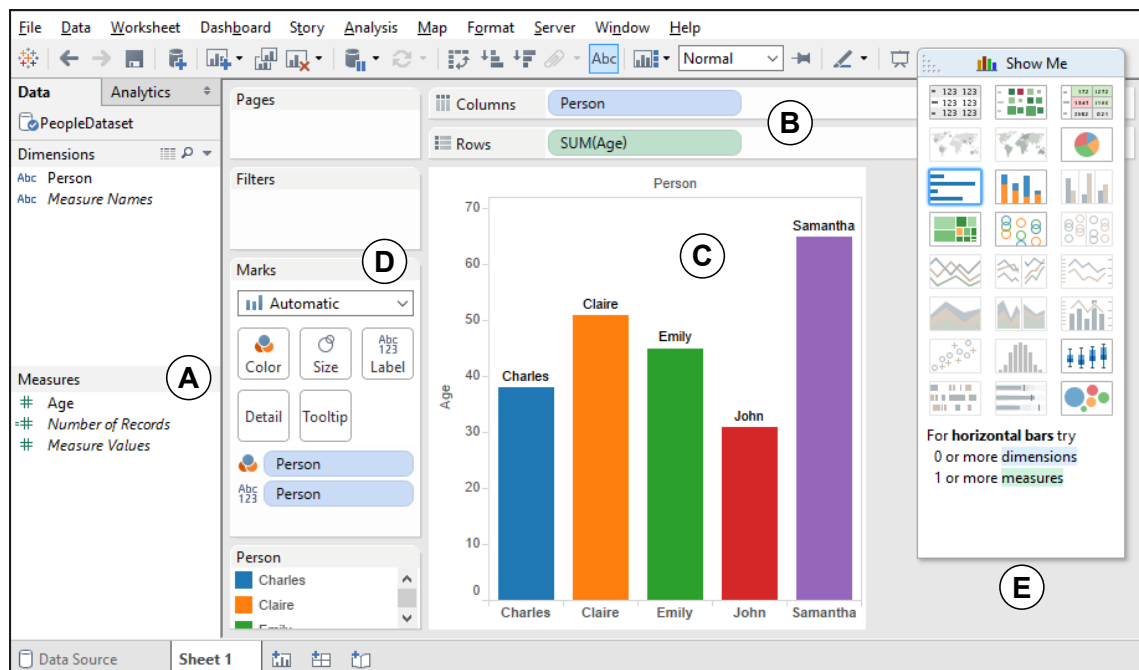 File Data Worksheet Dashboard Story Analysis Map Format Server Window Help
Abc Normal
Show Me
Data Analytics
PeopleDataset
Dimensions
Abc Person
Abc Measure Names
Measures
A
# Age
=# Number of Records
# Measure Values
Pages
Filters
D
Marks
Automatic
Color Size Abc 123 Label
Detail Tooltip
Person
Abc 123 Person
Person
Charles
Claire
Emily
Columns Person
Rows SUM(Age)
B
Person
C
Age
70
60
50
40
30
20
10
0
Charles
Claire
Emily
John
Samantha
Charles Claire Emily John Samantha
For horizontal bars try
0 or more dimensions
1 or more measures
E
Data Source Sheet 1